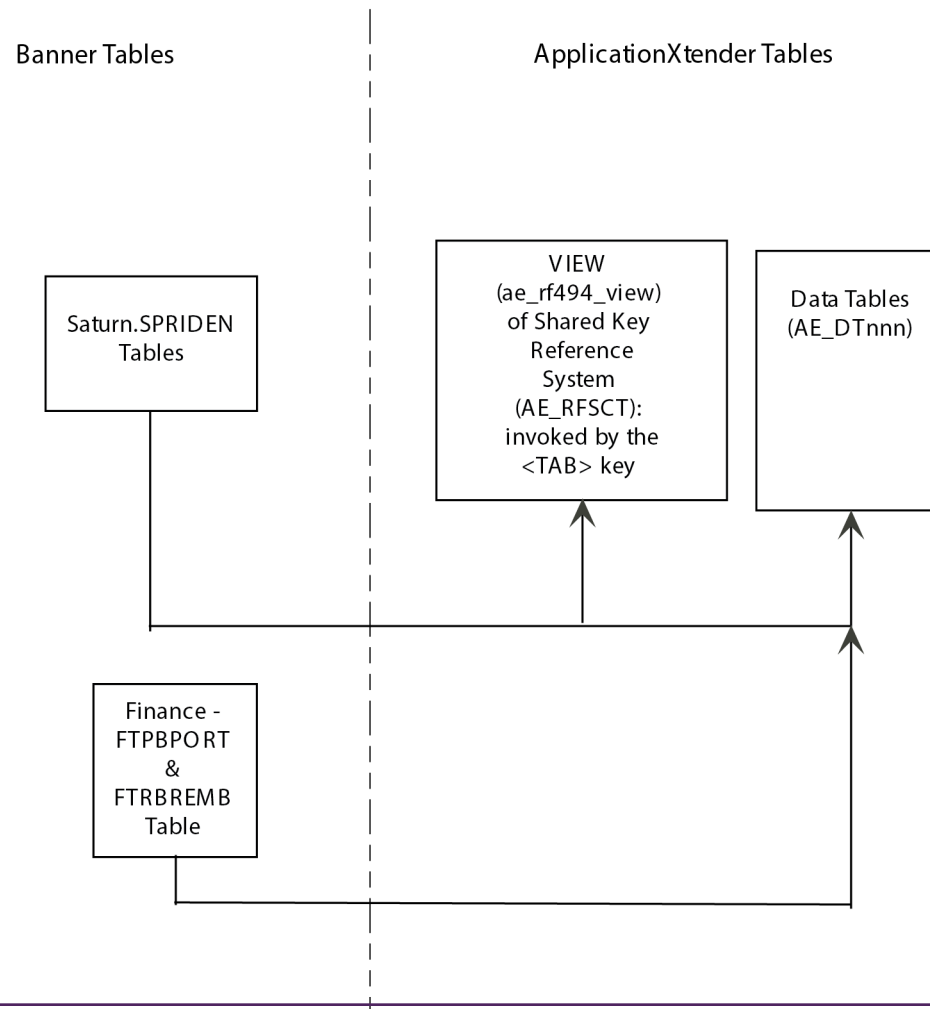 Banner Tables
ApplicationXtender Tables
Saturn.SPRIDEN
Tables
VIEW
(ae_rf494_view)
of Shared Key
Reference
System
(AE_RFSCT):
invoked by the
<TAB> key
Data Tables
(AE_DTnnn)
Finance -
FTPBPORT
&
FTRBREMB
Table